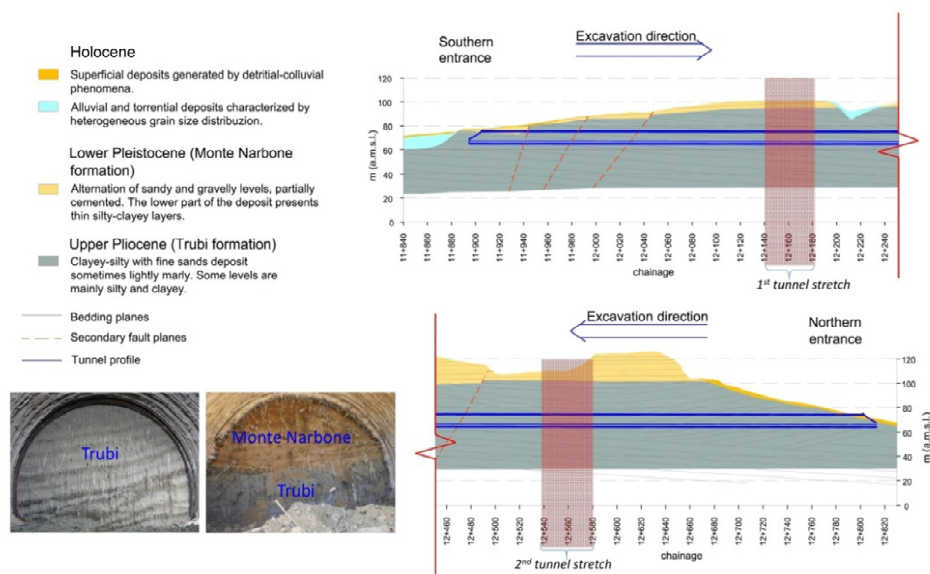 Holocene
Superficial deposits generated by detritial-colluvial
phenomena.
Alluvial and torrential deposits characterized by
heterogeneous grain size distribuzion.
Lower Pleistocene (Monte Narbone
formation)
Alternation of sandy and gravelly levels, partially
cemented. The lower part of the deposit presents
thin silty-clayey layers.
Upper Pliocene (Trubi formation)
Clayey-silty with fine sands deposit
sometimes lightly marly. Some levels are
mainly silty and clayey.
Bedding planes
Secondary fault planes
Tunnel profile
Trubi
Monte Narbone
Trubi
Southern
entrance
Excavation direction
m (a.m.s.l.)
120
100
80
60
40
20
0
11+840
11+860
11+880
11+900
11+920
11+940
11+960
11+980
12+000
12+020
12+040
12+060
12+080
12+100
12+120
12+140
12+160
12+180
12+200
12+220
12+240
chainage
1st tunnel stretch
Excavation direction
Northern
entrance
120
100
80
60
40
20
0
m (a.m.s.l.)
12+460
12+480
12+500
12+520
12+540
12+560
12+580
12+600
12+620
12+640
12+660
12+680
12+700
12+720
12+740
12+760
12+780
12+800
12+820
chainage
2nd tunnel stretch